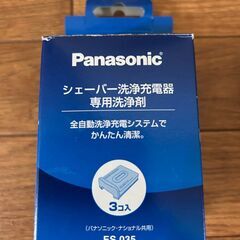 Panasonic
シェーバー洗浄充電器
専用洗浄剤
全自動洗浄充電システムで
かんたん清潔。
3コ入
(パナソニック・ナショナル共用)
ES-035